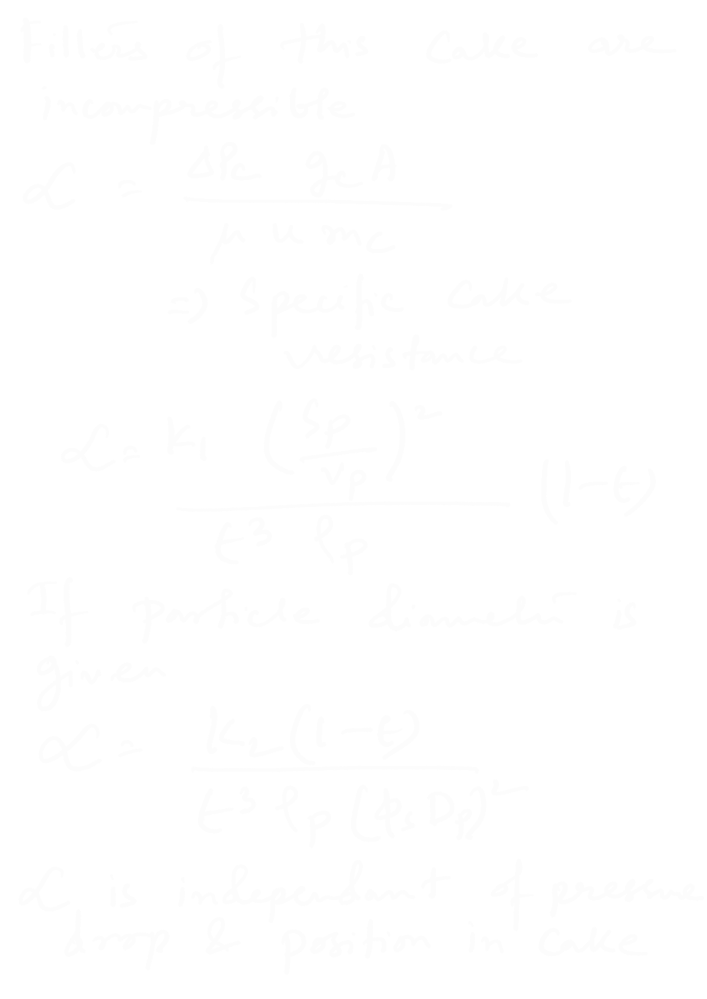 Fillers of this Cake are
incompressible
α = ΔPc gc A / μ u mc
=> Specific Cake
resistance
α = K1 (Sp / Vp)² / ε³ ρp (1-ε)
If particle diameter is
given
α = K2 (1-ε) / ε³ ρp (φs Dp)²
α is independant of pressure
drop & position in Cake